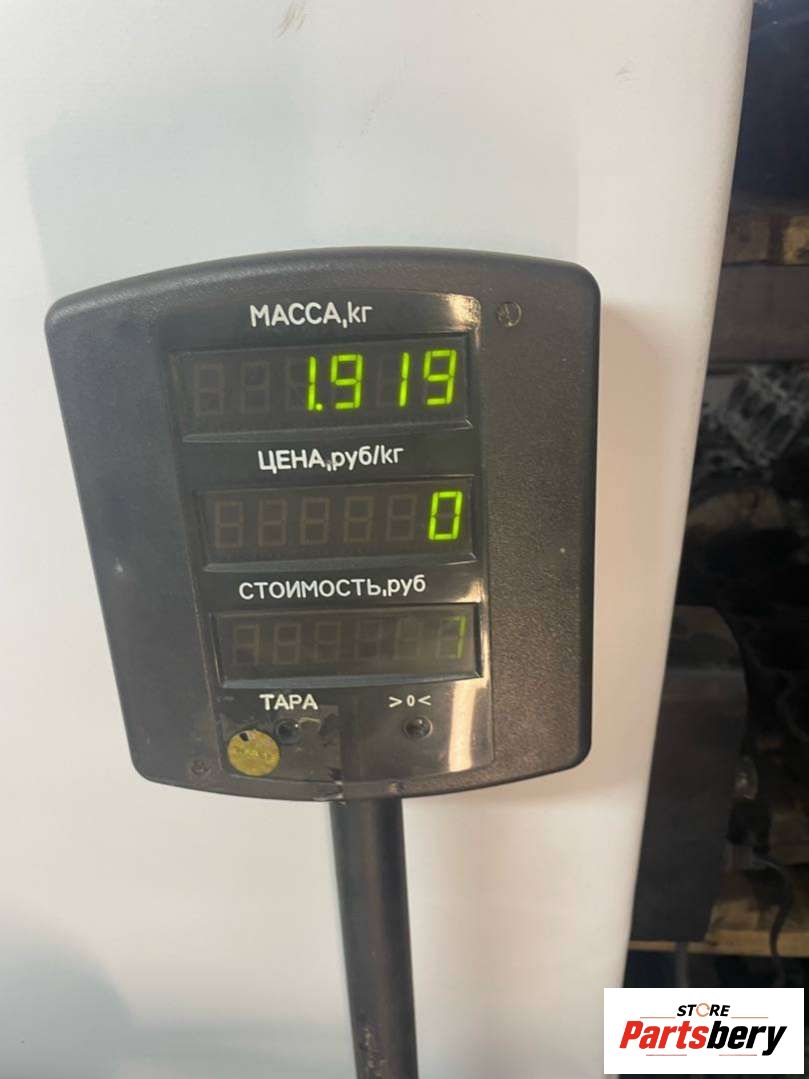 МАССА,кг
1.919
ЦЕНА,руб/кг
0
СТОИМОСТЬ,руб
ТАРА >0<
STORE
Partsbery